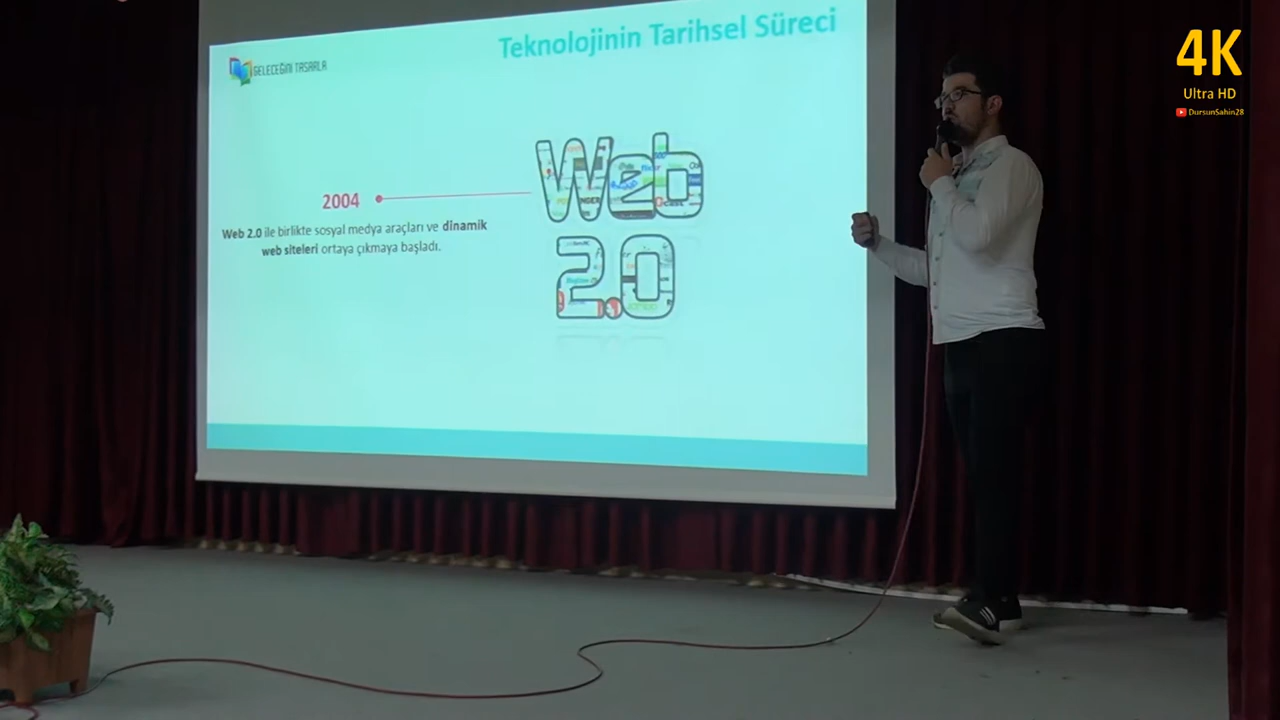 Teknolojinin Tarihsel Süreci
GELECEĞİNİ TASARLA
2004
Web 2.0 ile birlikte sosyal medya araçları ve dinamik
web siteleri ortaya çıkmaya başladı.
Web
2.0
4K
Ultra HD
DursunSahin28